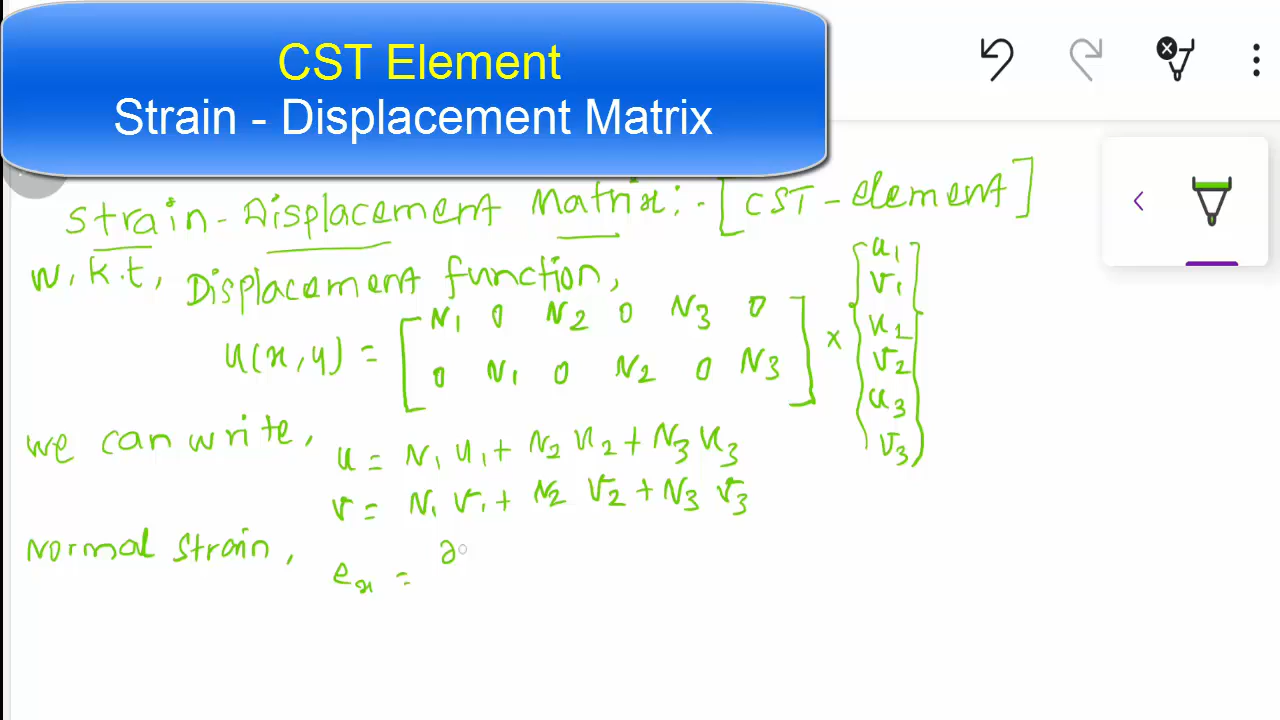 CST Element
Strain - Displacement Matrix
Strain - Displacement Matrix: - [CST - element]
W.K.T, Displacement function,
u(x,y) = [N1 0 N2 0 N3 0
0 N1 0 N2 0 N3] × {u1
v1
u2
v2
u3
v3}
we can write, u = N1 u1 + N2 u2 + N3 u3
v = N1 v1 + N2 v2 + N3 v3
Normal Strain, ex = ∂